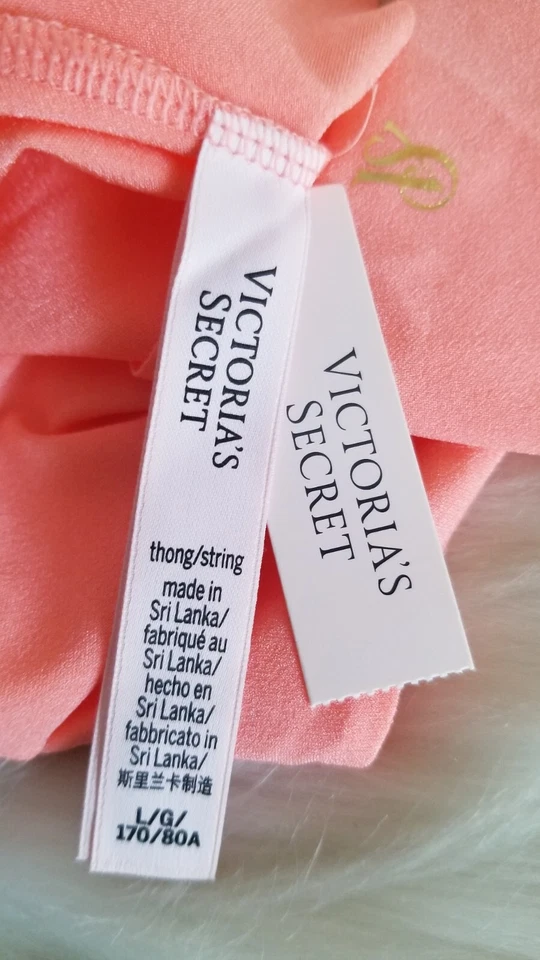 VICTORIA'S
SECRET
thong/string
made in
Sri Lanka/
fabriqué au
Sri Lanka/
hecho en
Sri Lanka/
fabbricato in
Sri Lanka/
斯里兰卡制造
L/G/
170/80A
VICTORIA'S
SECRET
VS